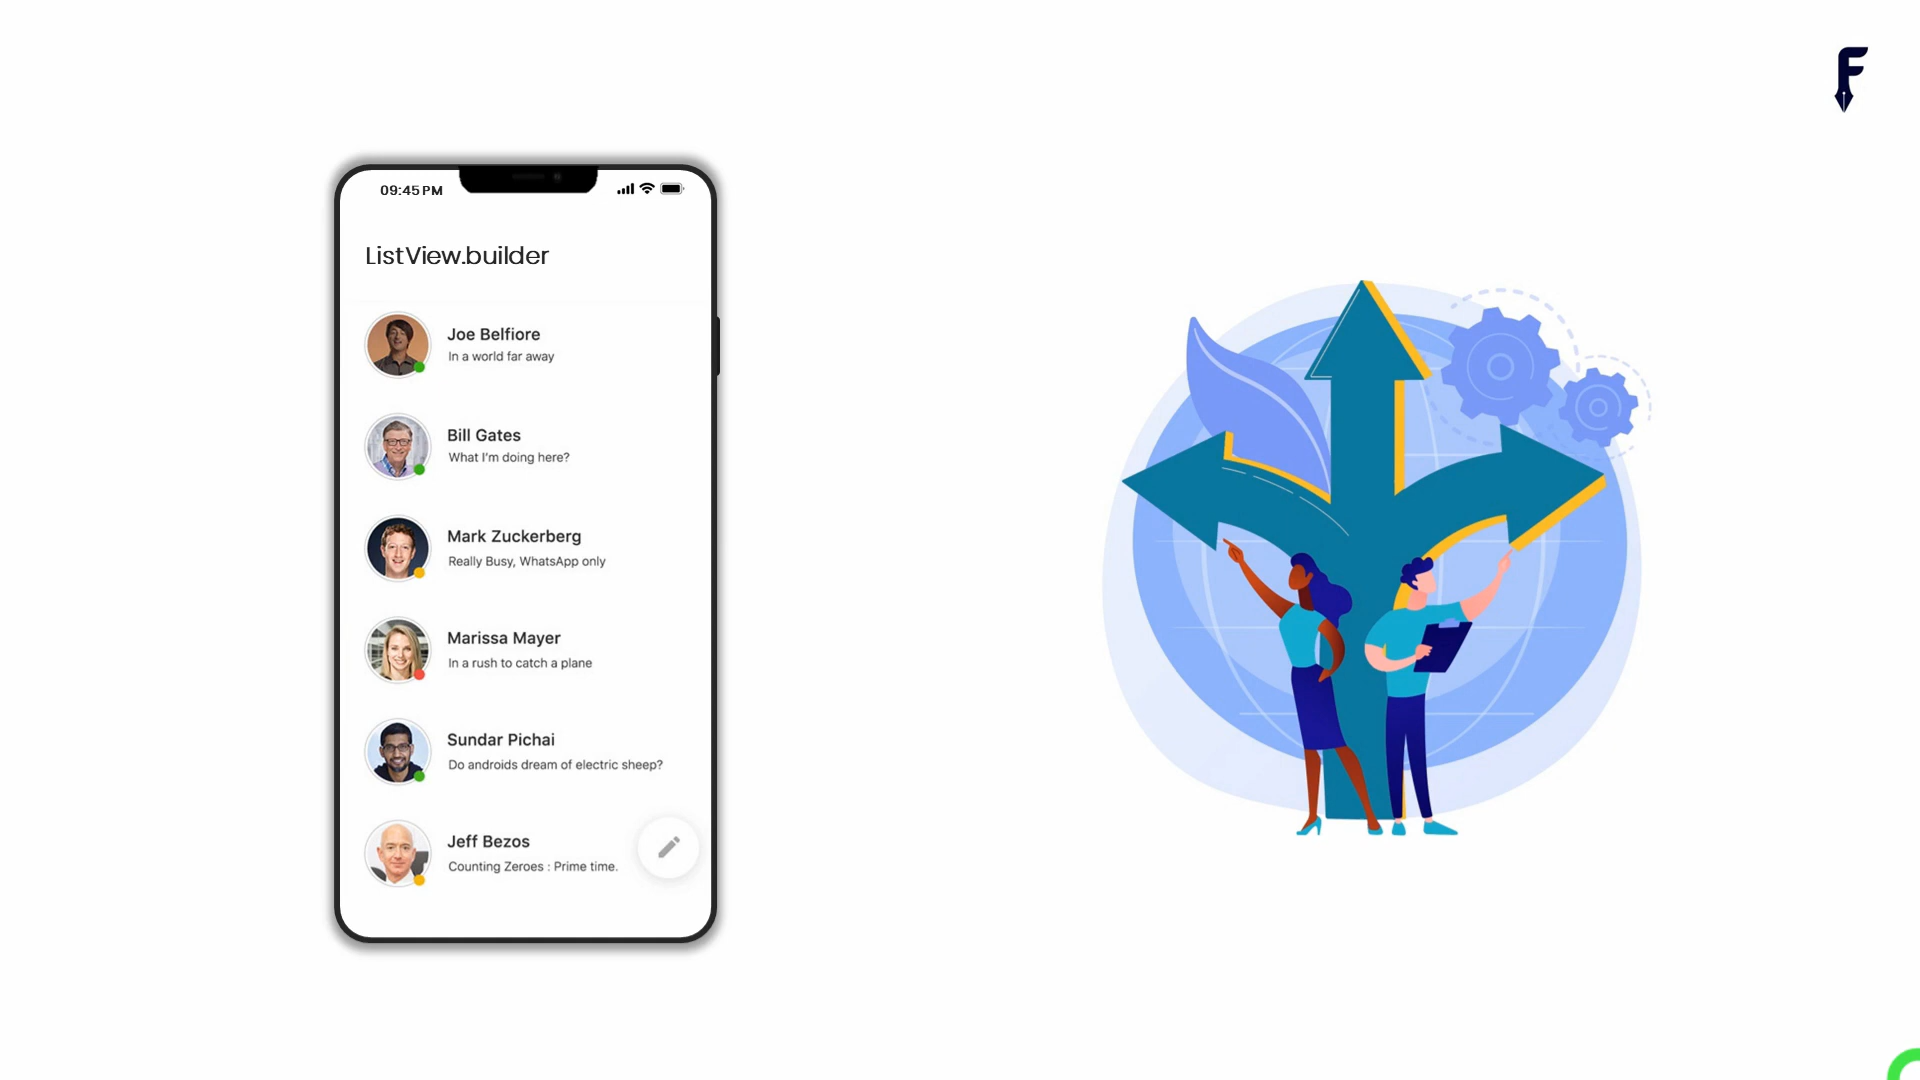 09:45 PM
ListView.builder
Joe Belfiore
In a world far away
Bill Gates
What I'm doing here?
Mark Zuckerberg
Really Busy, WhatsApp only
Marissa Mayer
In a rush to catch a plane
Sundar Pichai
Do androids dream of electric sheep?
Jeff Bezos
Counting Zeroes : Prime time.
F